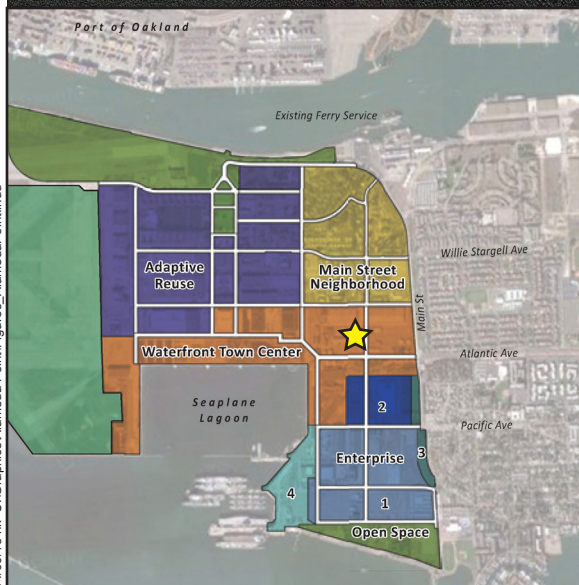 Port of Oakland
Existing Ferry Service
Willie Stargell Ave
Adaptive
Reuse
Main Street
Neighborhood
Main St
Waterfront Town Center
Atlantic Ave
Seaplane
Lagoon
2
Pacific Ave
Enterprise
3
4
1
Open Space